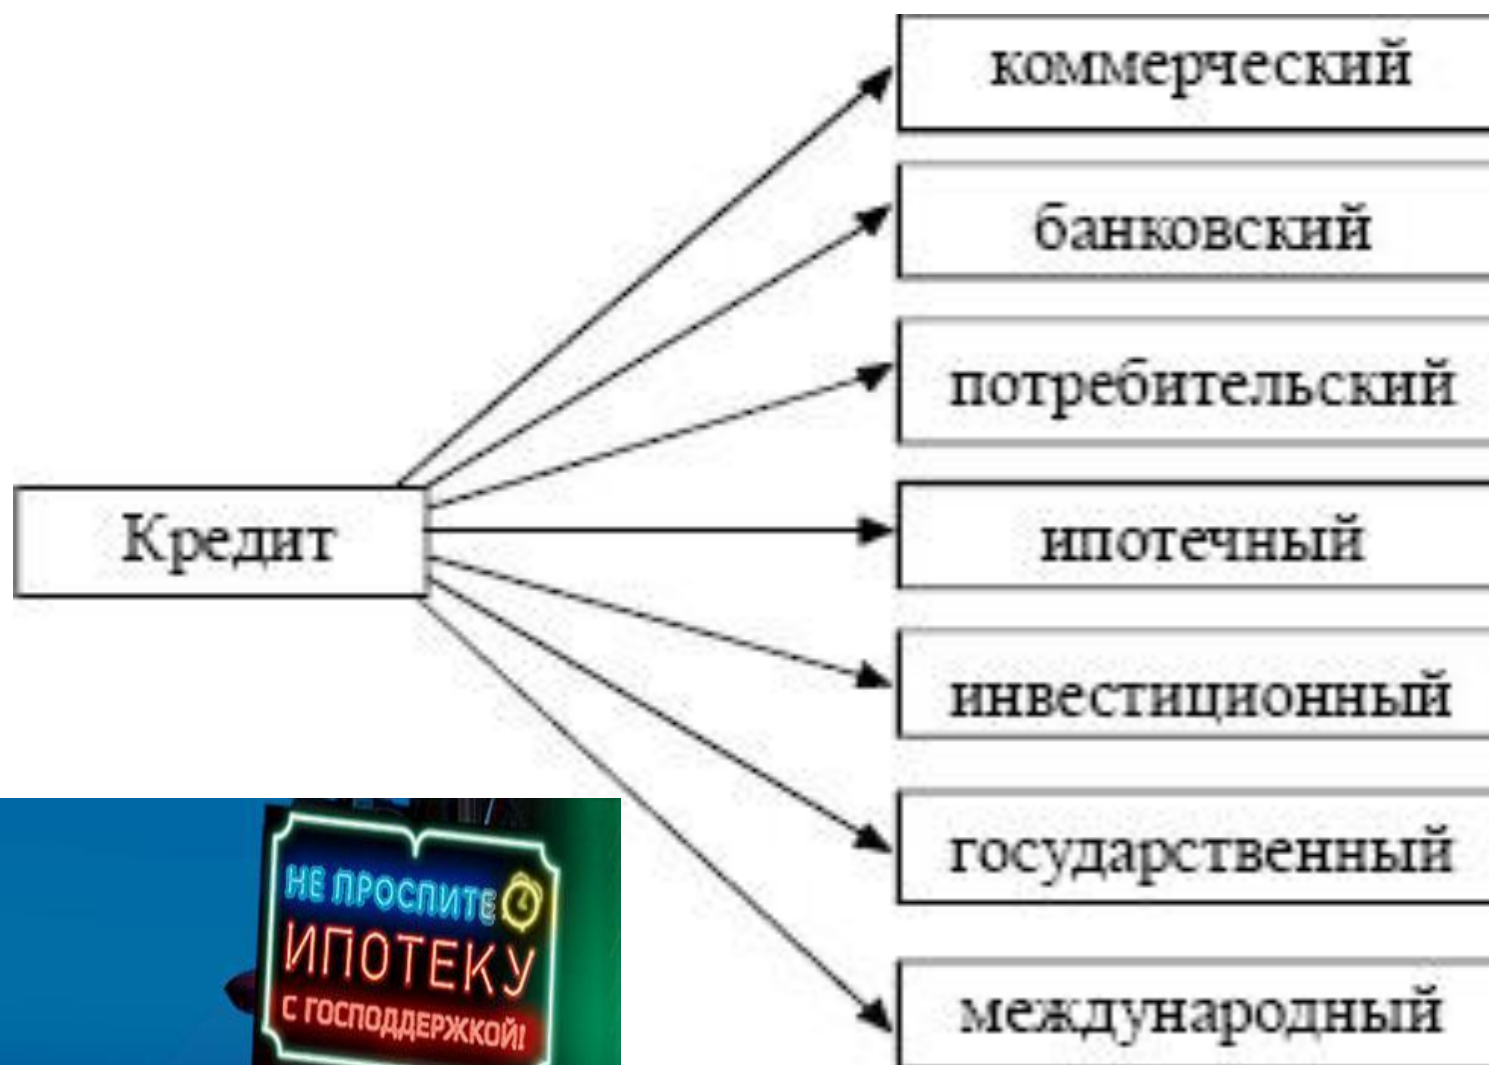 коммерческий
банковский
потребительский
Кредит
ипотечный
инвестиционный
государственный
международный
НЕ ПРОСПИТЕ
ИПОТЕКУ
С ГОСПОДДЕРЖКОЙ!